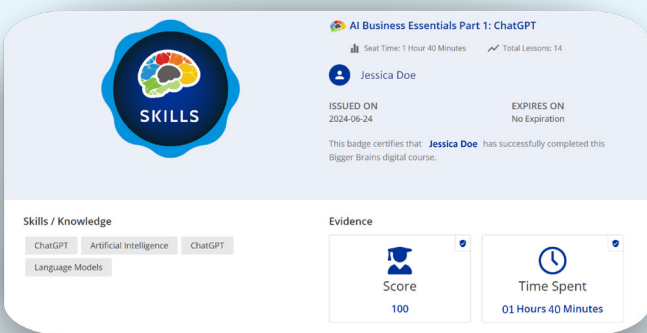 SKILLS
AI Business Essentials Part 1: ChatGPT
Seat Time: 1 Hour 40 Minutes Total Lessons: 14
Jessica Doe
ISSUED ON EXPIRES ON
2024-06-24 No Expiration
This badge certifies that Jessica Doe has successfully completed this
Bigger Brains digital course.
Skills / Knowledge
ChatGPT Artificial Intelligence ChatGPT
Language Models
Evidence
Score Time Spent
100 01 Hours 40 Minutes